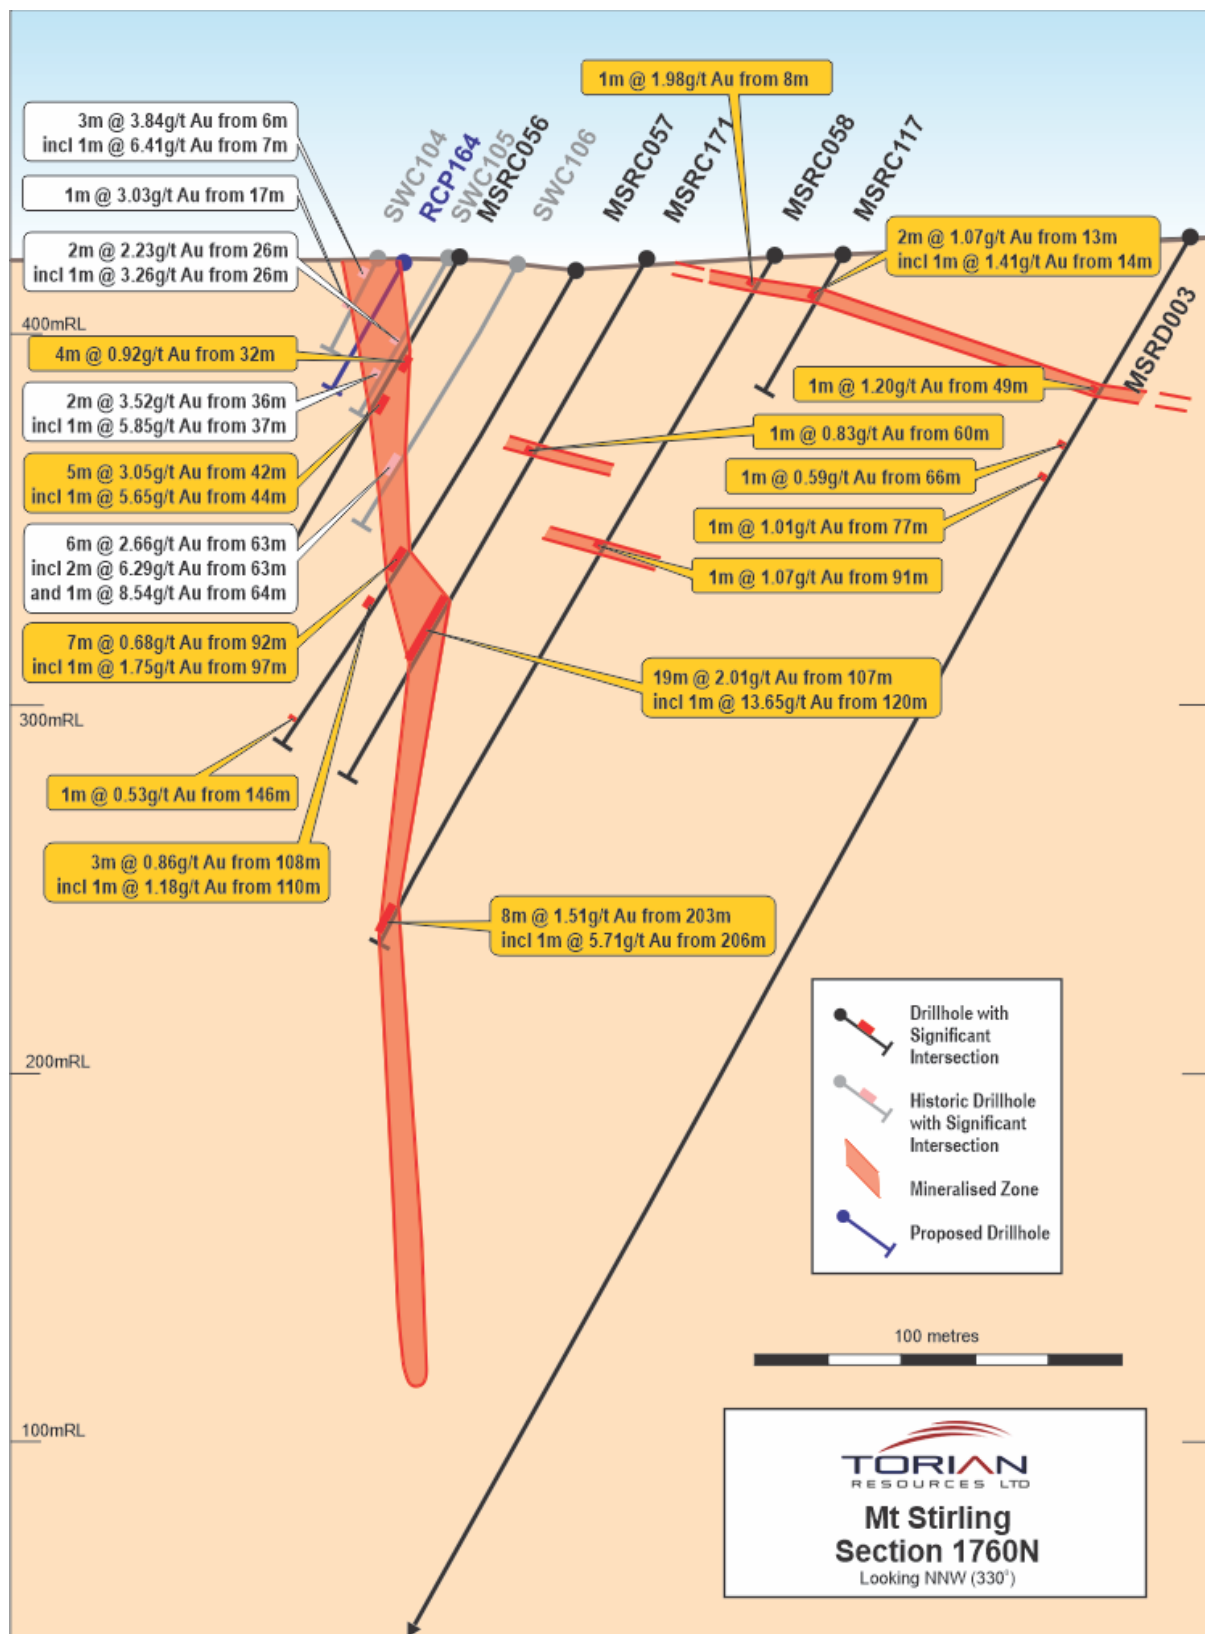 1m @ 1.98g/t Au from 8m
3m @ 3.84g/t Au from 6m
incl 1m @ 6.41g/t Au from 7m
1m @ 3.03g/t Au from 17m
2m @ 2.23g/t Au from 26m
incl 1m @ 3.26g/t Au from 26m
SWC104
RCP164
SWC105
MSRC056
SWC106
MSRC057
MSRC171
MSRC058
MSRC117
2m @ 1.07g/t Au from 13m
incl 1m @ 1.41g/t Au from 14m
MSRD003
400mRL
4m @ 0.92g/t Au from 32m
2m @ 3.52g/t Au from 36m
incl 1m @ 5.85g/t Au from 37m
5m @ 3.05g/t Au from 42m
incl 1m @ 5.65g/t Au from 44m
6m @ 2.66g/t Au from 63m
incl 2m @ 6.29g/t Au from 63m
and 1m @ 8.54g/t Au from 64m
7m @ 0.68g/t Au from 92m
incl 1m @ 1.75g/t Au from 97m
1m @ 1.20g/t Au from 49m
1m @ 0.83g/t Au from 60m
1m @ 0.59g/t Au from 66m
1m @ 1.01g/t Au from 77m
1m @ 1.07g/t Au from 91m
19m @ 2.01g/t Au from 107m
incl 1m @ 13.65g/t Au from 120m
300mRL
1m @ 0.53g/t Au from 146m
3m @ 0.86g/t Au from 108m
incl 1m @ 1.18g/t Au from 110m
8m @ 1.51g/t Au from 203m
incl 1m @ 5.71g/t Au from 206m
200mRL
Drillhole with
Significant
Intersection
Historic Drillhole
with Significant
Intersection
Mineralised Zone
Proposed Drillhole
100 metres
100mRL
TORIAN
RESOURCES LTD
Mt Stirling
Section 1760N
Looking NNW (330°)